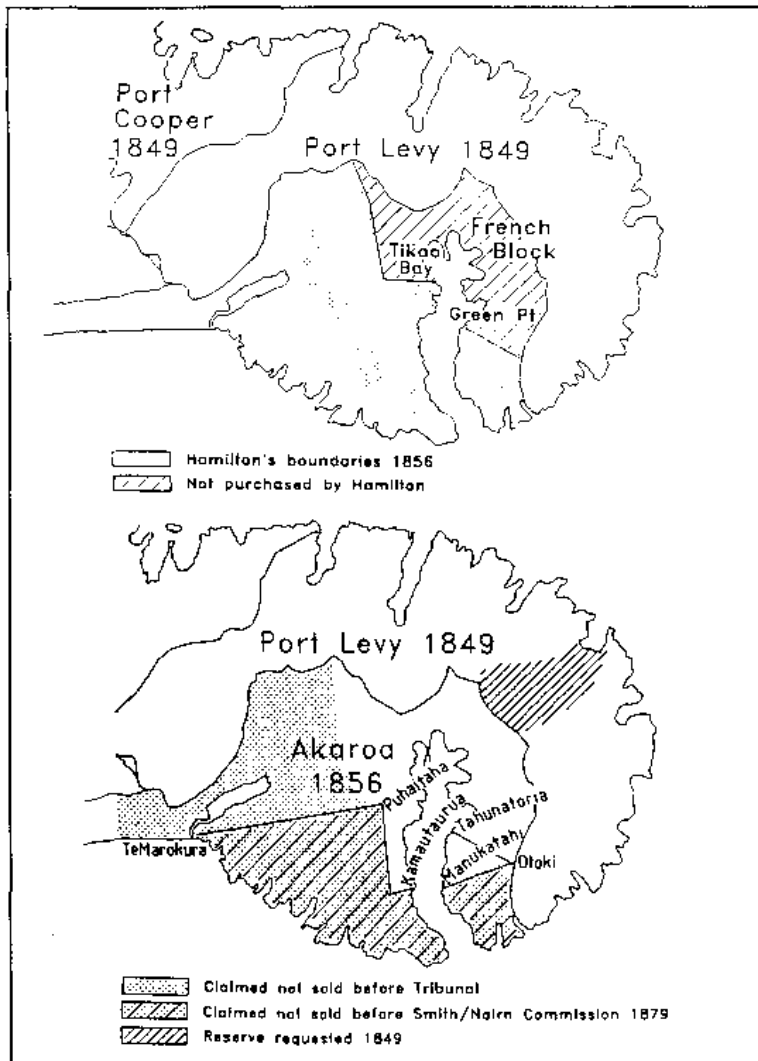 Port
Cooper
1849
Port Levy 1849
French
Block
Tikao
Bay
Green Pt
Hamilton's boundaries 1856
Not purchased by Hamilton
Port Levy 1849
Akaroa
1856
Puhaitaha
Kamautaurua
Tahunatoria
Manukatahi
Otoki
TeMarokura
Claimed not sold before Tribunal
Claimed not sold before Smith/Nairn Commission 1879
Reserve requested 1849